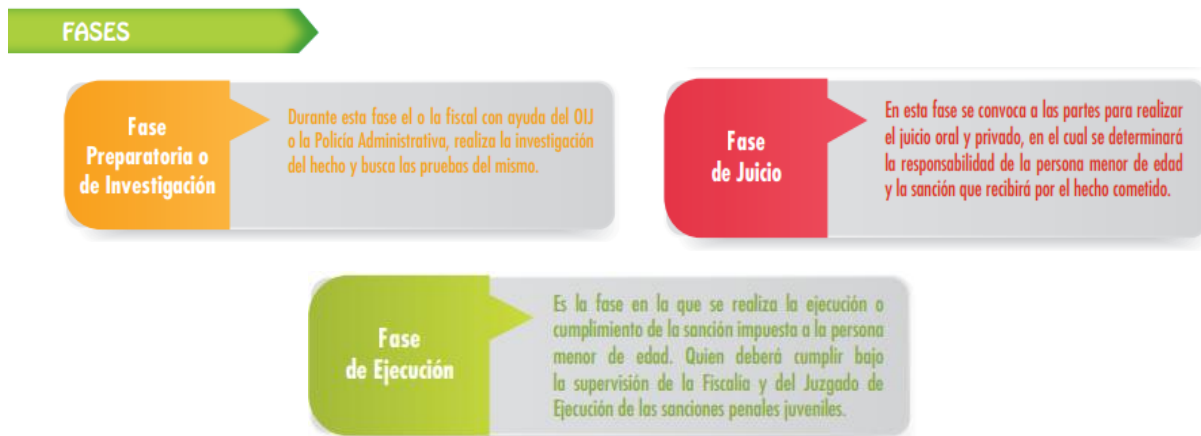 FASES
Fase
Preparatoria o
de Investigación
Durante esta fase el o la fiscal con ayuda del OIJ
o la Policía Administrativa, realiza la investigación
del hecho y busca las pruebas del mismo.
Fase
de Juicio
En esta fase se convoca a las partes para realizar
el juicio oral y privado, en el cual se determinará
la responsabilidad de la persona menor de edad
y la sanción que recibirá por el hecho cometido.
Fase
de Ejecución
Es la fase en la que se realiza la ejecución o
cumplimiento de la sanción impuesta a la persona
menor de edad. Quien deberá cumplir bajo
la supervisión de la Fiscalía y del Juzgado de
Ejecución de las sanciones penales juveniles.